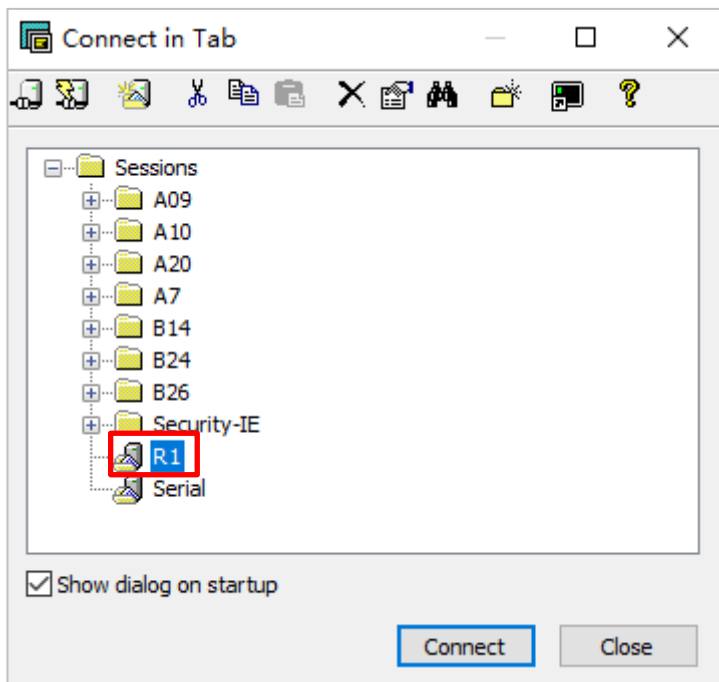 Connect in Tab
Sessions
A09
A10
A20
A7
B14
B24
B26
Security-IE
R1
Serial
Show dialog on startup
Connect
Close